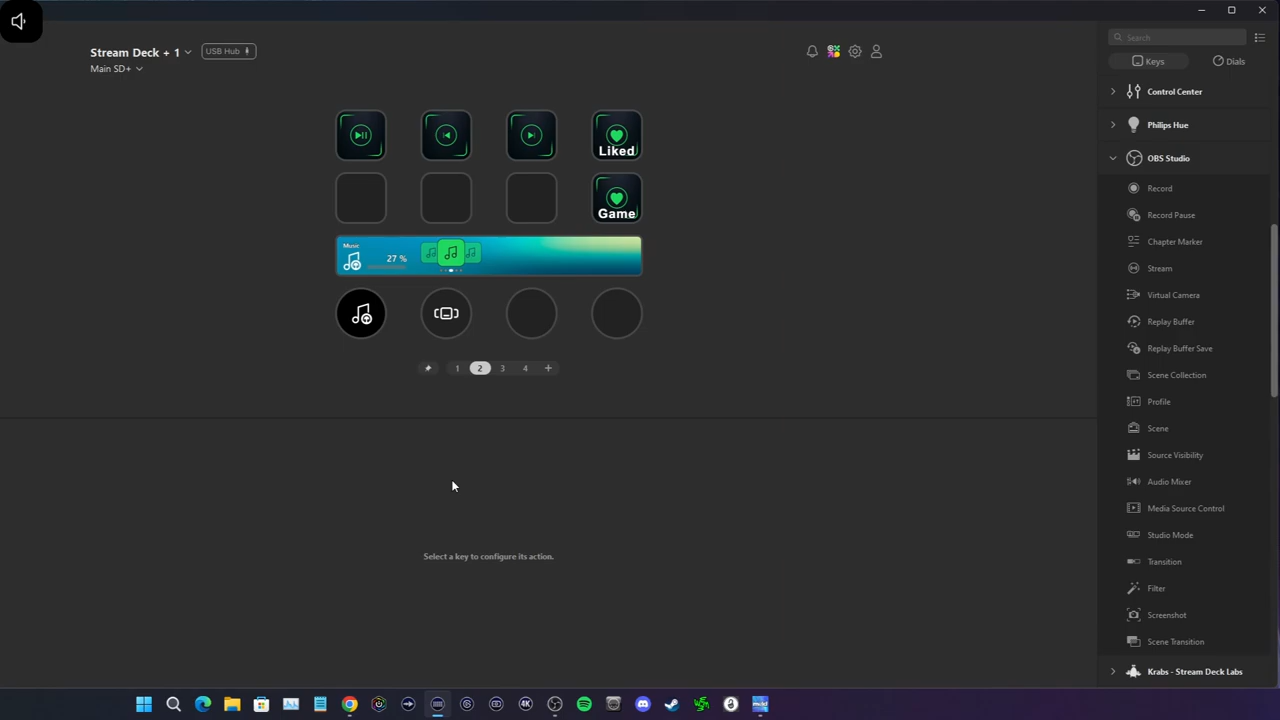 Stream Deck + 1
USB Hub
Main SD+
Liked
Game
Music
27 %
1
2
3
4
+
Select a key to configure its action.
Search
Keys
Dials
Control Center
Philips Hue
OBS Studio
Record
Record Pause
Chapter Marker
Stream
Virtual Camera
Replay Buffer
Replay Buffer Save
Scene Collection
Profile
Scene
Source Visibility
Audio Mixer
Media Source Control
Studio Mode
Transition
Filter
Screenshot
Scene Transition
Krabs - Stream Deck Labs
4K